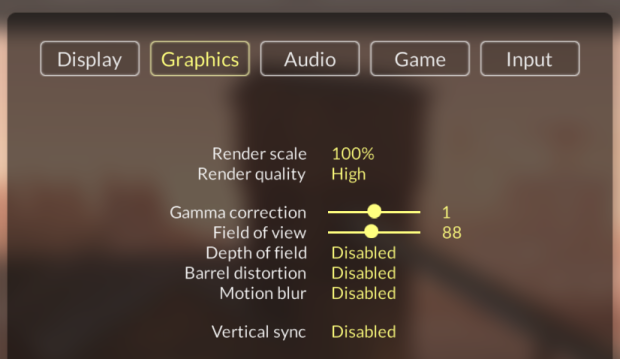 Display Graphics Audio Game Input
Render scale 100%
Render quality High
Gamma correction 1
Field of view 88
Depth of field Disabled
Barrel distortion Disabled
Motion blur Disabled
Vertical sync Disabled